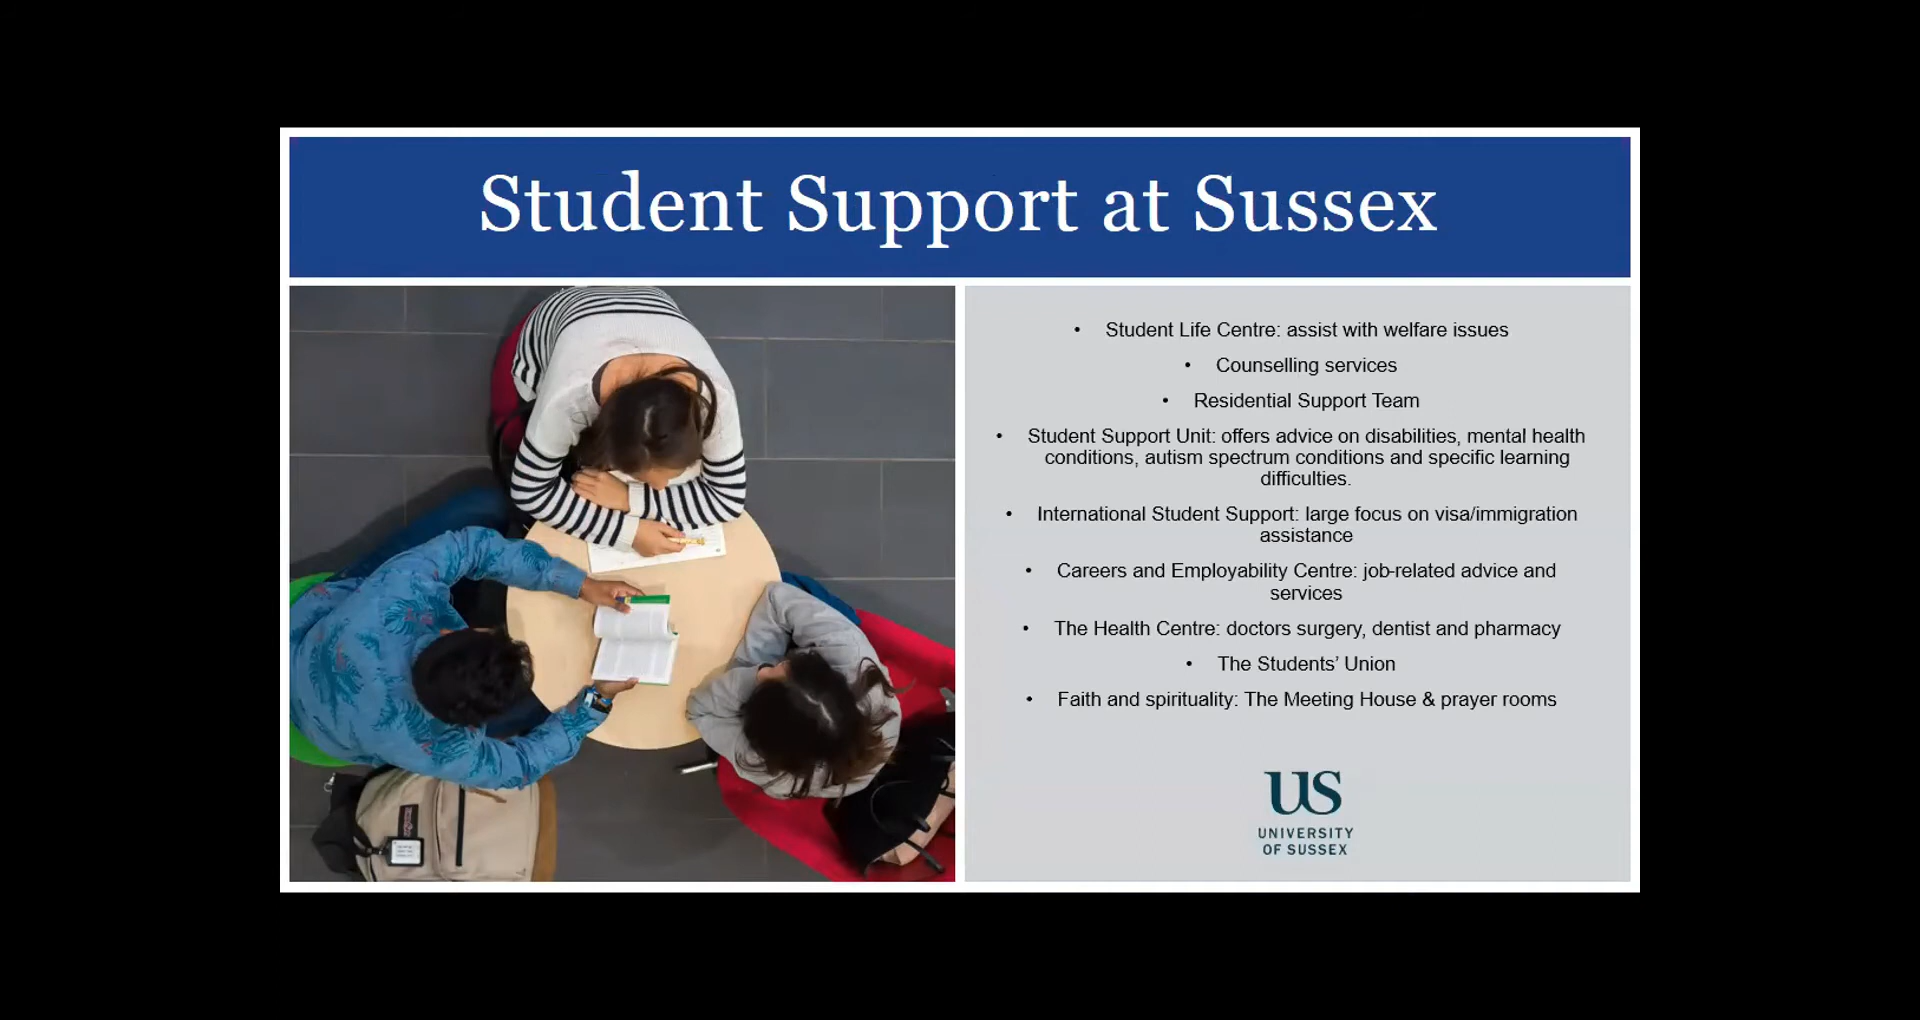 Student Support at Sussex
• Student Life Centre: assist with welfare issues
• Counselling services
• Residential Support Team
• Student Support Unit: offers advice on disabilities, mental health
conditions, autism spectrum conditions and specific learning
difficulties.
• International Student Support: large focus on visa/immigration
assistance
• Careers and Employability Centre: job-related advice and
services
• The Health Centre: doctors surgery, dentist and pharmacy
• The Students’ Union
• Faith and spirituality: The Meeting House & prayer rooms
US
UNIVERSITY
OF SUSSEX